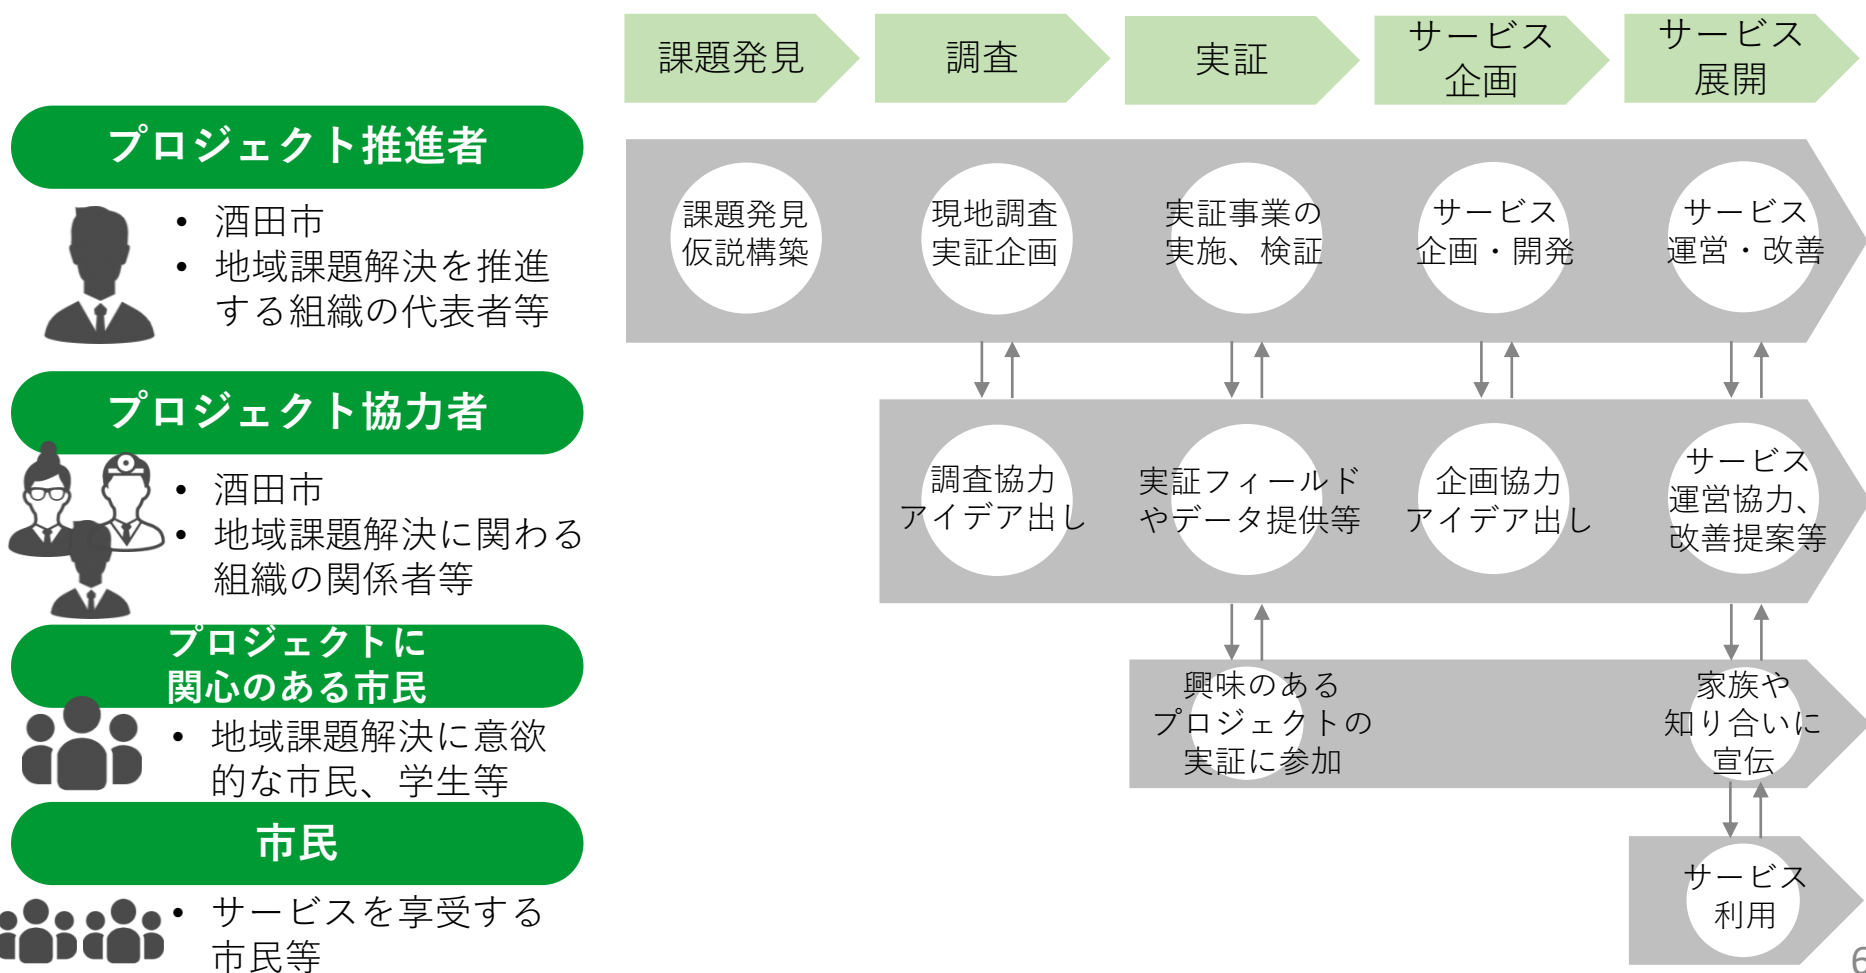 課題発見
調査
実証
サービス
企画
サービス
展開
プロジェクト推進者
• 酒田市
• 地域課題解決を推進
する組織の代表者等
課題発見
仮説構築
現地調査
実証企画
実証事業の
実施、検証
サービス
企画・開発
サービス
運営・改善
プロジェクト協力者
• 酒田市
• 地域課題解決に関わる
組織の関係者等
調査協力
アイデア出し
実証フィールド
やデータ提供等
企画協力
アイデア出し
サービス
運営協力、
改善提案等
プロジェクトに
関心のある市民
• 地域課題解決に意欲
的な市民、学生等
興味のある
プロジェクトの
実証に参加
家族や
知り合いに
宣伝
市民
• サービスを享受する
市民等
サービス
利用
6